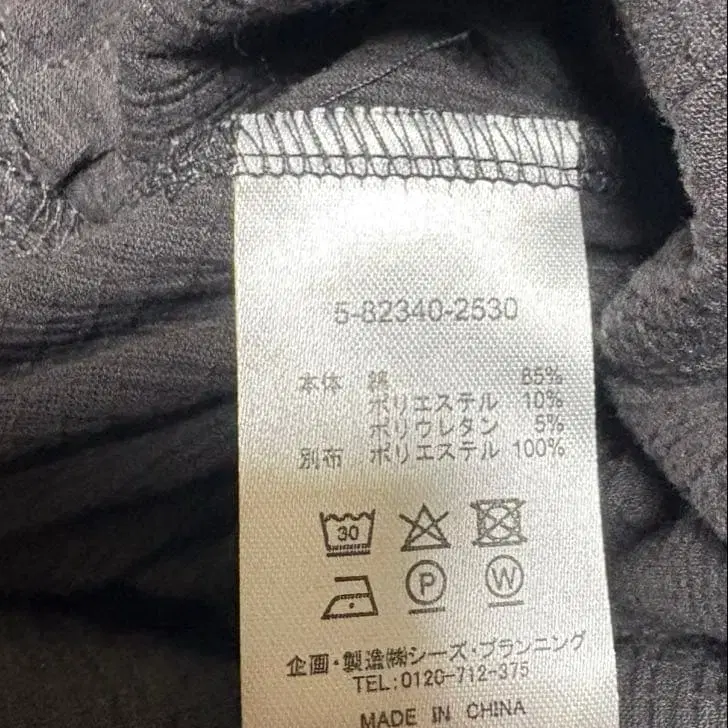 5-82340-2530
本体 綿 85%
ポリエステル 10%
ポリウレタン 5%
別布 ポリエステル 100%
30
P W
企画・製造㈱シーズ・プランニング
TEL:0120-712-375
MADE IN CHINA